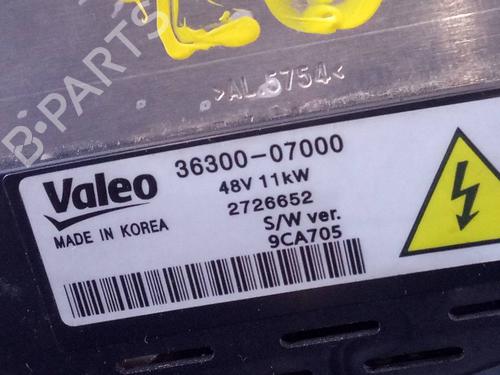 >AL 5754<
B-PARTS
36300-07000
Valeo
48V 11kW
2726652
MADE IN KOREA
S/W ver.
9CA705